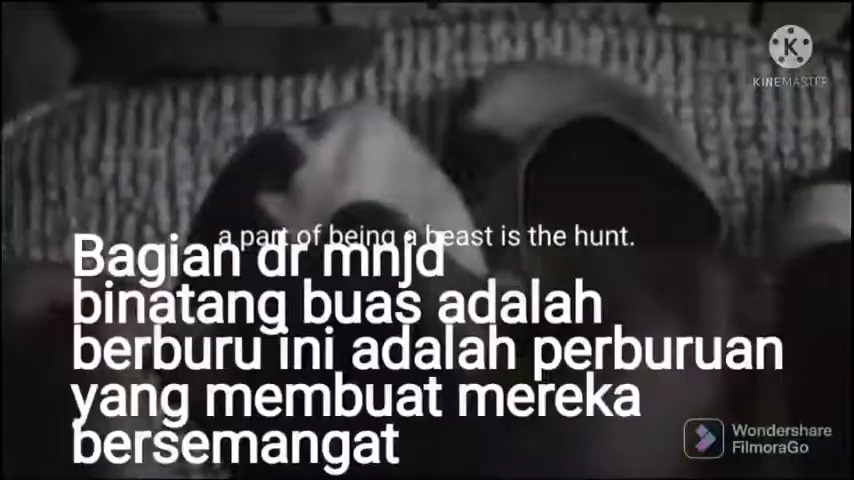 KINEMASTER
a part of being a beast is the hunt.
Bagian dr mnjd
binatang buas adalah
berburu ini adalah perburuan
yang membuat mereka
bersemangat
Wondershare
FilmoraGo